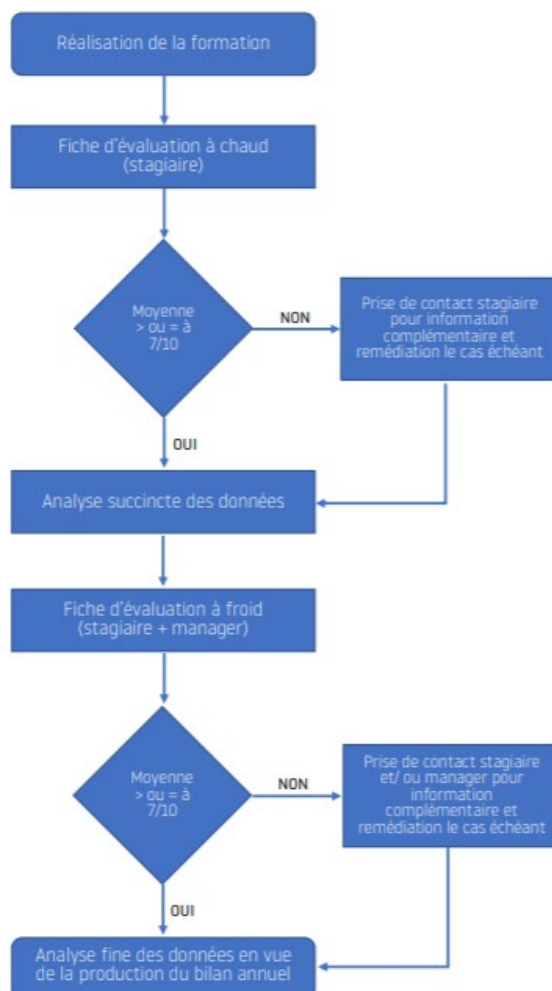 Réalisation de la formation
Fiche d'évaluation à chaud
(stagiaire)
Moyenne
> ou = à
7/10
NON
Prise de contact stagiaire
pour information
complémentaire et
remédiation le cas échéant
OUI
Analyse succincte des données
Fiche d'évaluation à froid
(stagiaire + manager)
Moyenne
> ou = à
7/10
NON
Prise de contact stagiaire
et/ ou manager pour
information
complémentaire et
remédiation le cas échéant
OUI
Analyse fine des données en vue
de la production du bilan annuel